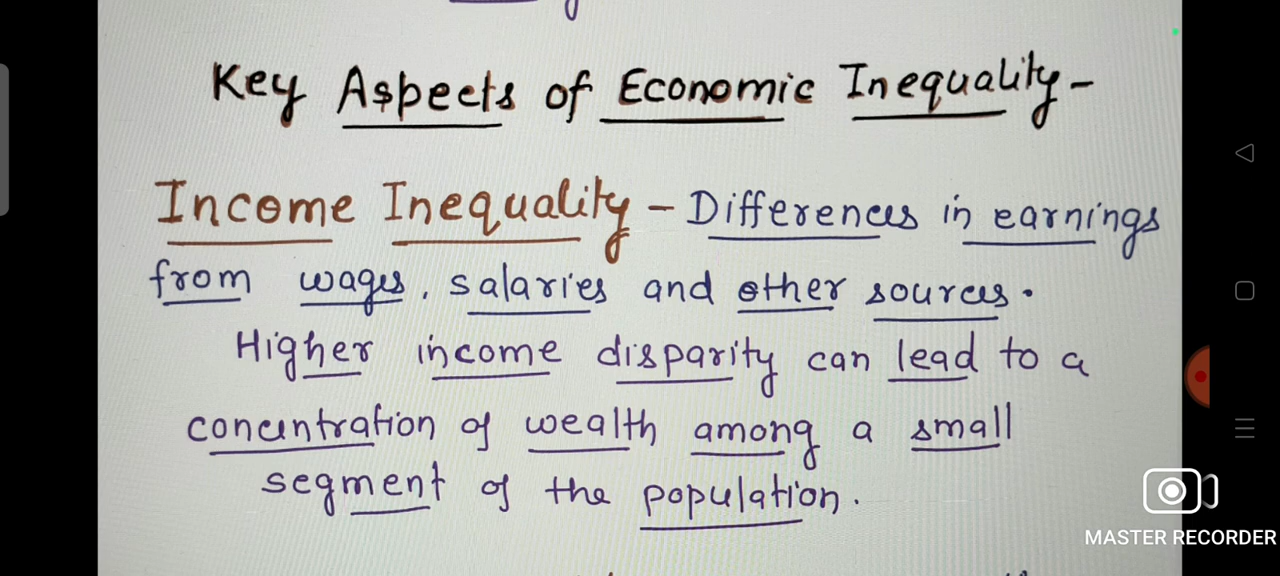 Key Aspects of Economic Inequality-
Income Inequality - Differences in earnings
from wages, salaries and other sources.
Higher income disparity can lead to a
concentration of wealth among a small
segment of the population.
MASTER RECORDER